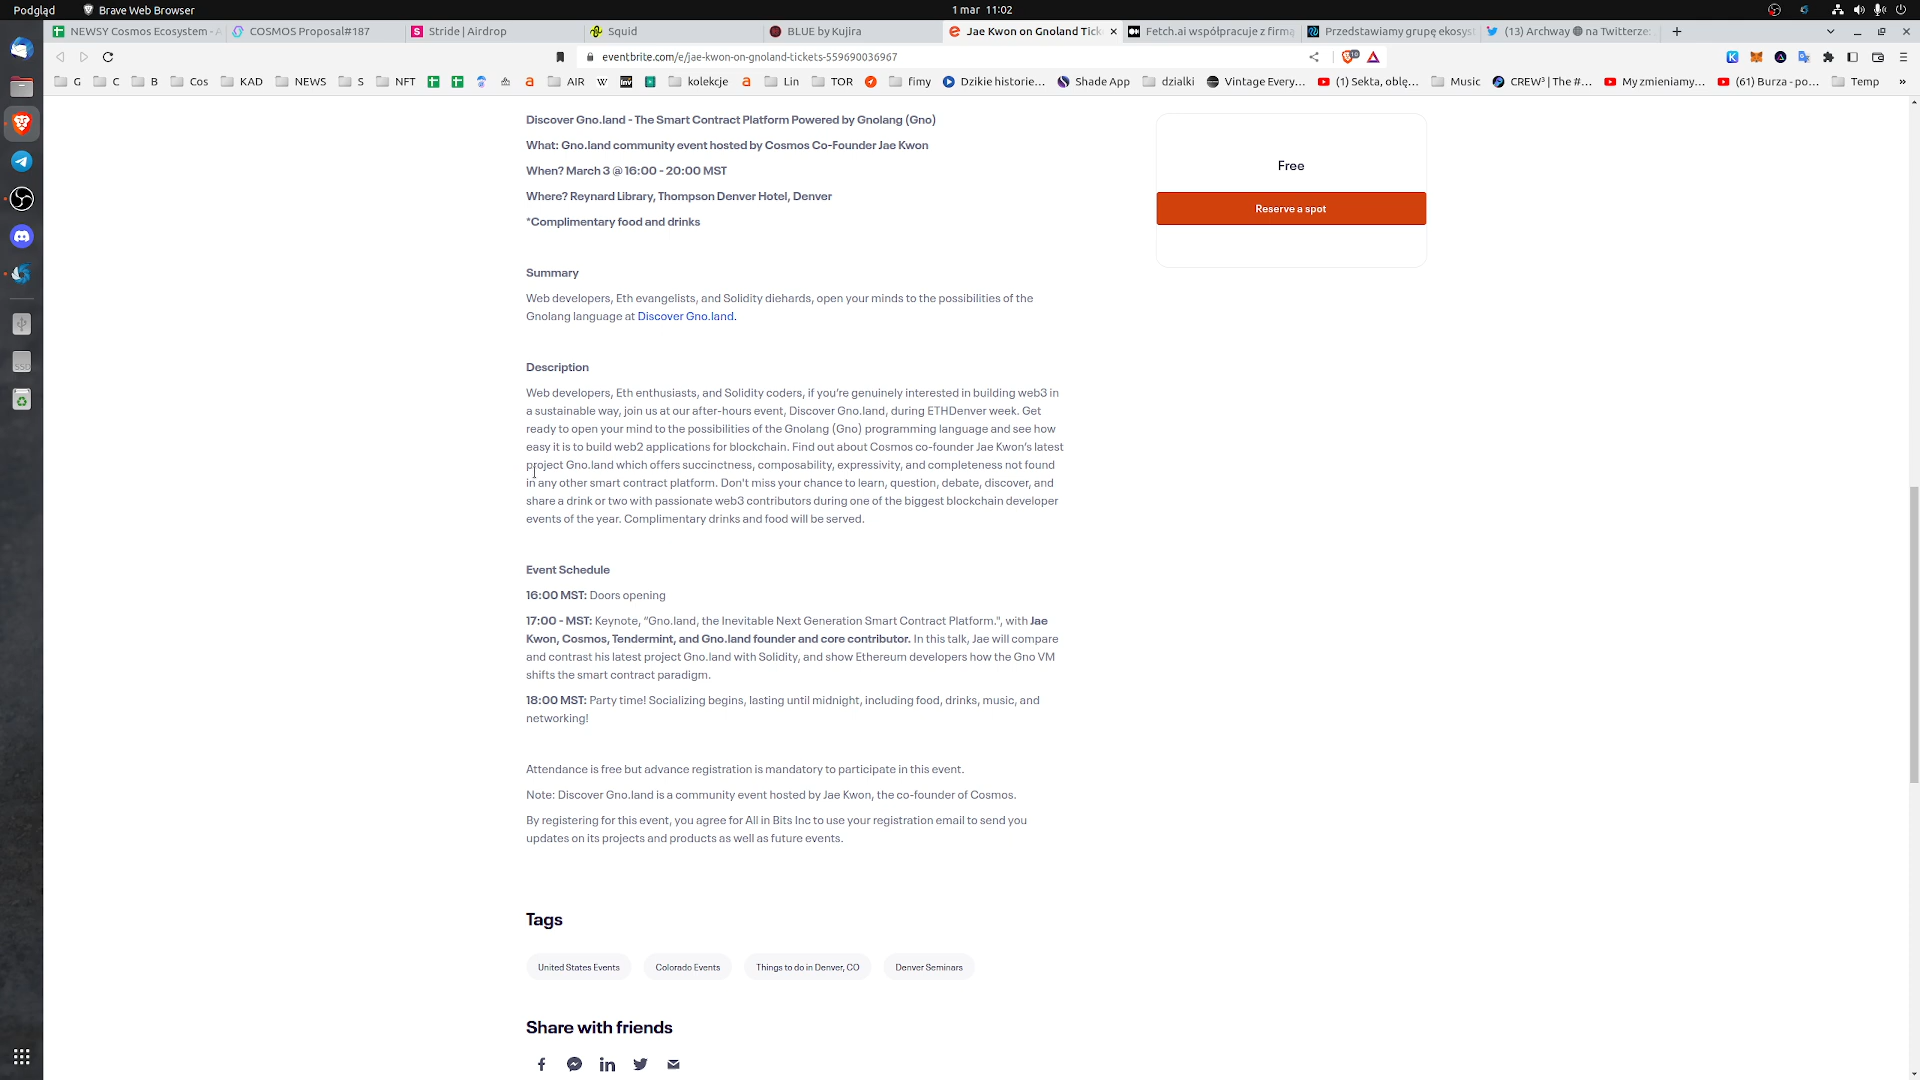 Podgląd
Brave Web Browser
1 mar 11:02
NEWSY Cosmos Ecosystem - A
COSMOS Proposal#187
Stride | Airdrop
Squid
BLUE by Kujira
Jae Kwon on Gnoland Tick
Fetch.ai współpracuje z firmą
Przedstawiamy grupę ekosys
(13) Archway 🌐 na Twitterze:
eventbrite.com/e/jae-kwon-on-gnoland-tickets-559690036967
G
C
B
Cos
KAD
NEWS
S
NFT
AIR
kolekcje
Lin
TOR
fimy
Dzikie historie...
Shade App
dzialki
Vintage Every...
(1) Sekta, oblę...
Music
CREW³ | The #...
My zmieniamy...
(61) Burza - po...
Temp
»
Discover Gno.land - The Smart Contract Platform Powered by Gnolang (Gno)
What: Gno.land community event hosted by Cosmos Co-Founder Jae Kwon
When? March 3 @ 16:00 - 20:00 MST
Where? Reynard Library, Thompson Denver Hotel, Denver
*Complimentary food and drinks
Free
Reserve a spot
Summary
Web developers, Eth evangelists, and Solidity diehards, open your minds to the possibilities of the
Gnolang language at Discover Gno.land.
Description
Web developers, Eth enthusiasts, and Solidity coders, if you're genuinely interested in building web3 in
a sustainable way, join us at our after-hours event, Discover Gno.land, during ETHDenver week. Get
ready to open your mind to the possibilities of the Gnolang (Gno) programming language and see how
easy it is to build web2 applications for blockchain. Find out about Cosmos co-founder Jae Kwon's latest
project Gno.land which offers succinctness, composability, expressivity, and completeness not found
in any other smart contract platform. Don't miss your chance to learn, question, debate, discover, and
share a drink or two with passionate web3 contributors during one of the biggest blockchain developer
events of the year. Complimentary drinks and food will be served.
Event Schedule
16:00 MST: Doors opening
17:00 - MST: Keynote, "Gno.land, the Inevitable Next Generation Smart Contract Platform.", with Jae
Kwon, Cosmos, Tendermint, and Gno.land founder and core contributor. In this talk, Jae will compare
and contrast his latest project Gno.land with Solidity, and show Ethereum developers how the Gno VM
shifts the smart contract paradigm.
18:00 MST: Party time! Socializing begins, lasting until midnight, including food, drinks, music, and
networking!
Attendance is free but advance registration is mandatory to participate in this event.
Note: Discover Gno.land is a community event hosted by Jae Kwon, the co-founder of Cosmos.
By registering for this event, you agree for All in Bits Inc to use your registration email to send you
updates on its projects and products as well as future events.
Tags
United States Events
Colorado Events
Things to do in Denver, CO
Denver Seminars
Share with friends